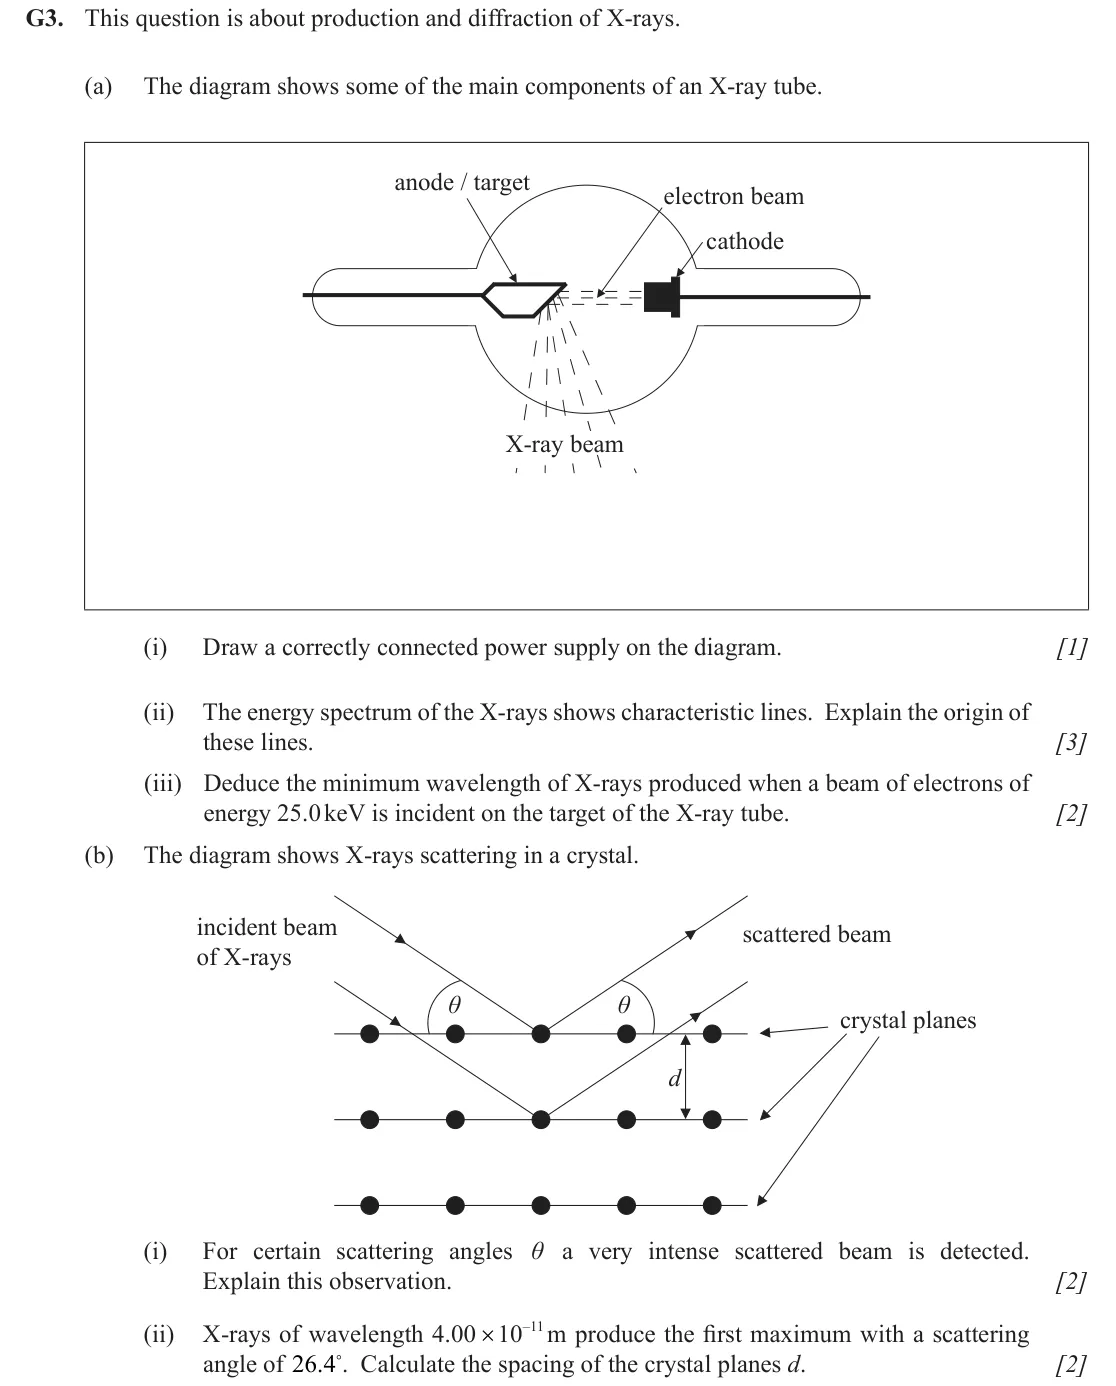 G3. This question is about production and diffraction of X-rays.
(a) The diagram shows some of the main components of an X-ray tube.
anode / target
electron beam
cathode
X-ray beam
(i) Draw a correctly connected power supply on the diagram. [1]
(ii) The energy spectrum of the X-rays shows characteristic lines. Explain the origin of
these lines. [3]
(iii) Deduce the minimum wavelength of X-rays produced when a beam of electrons of
energy 25.0 keV is incident on the target of the X-ray tube. [2]
(b) The diagram shows X-rays scattering in a crystal.
incident beam
of X-rays
scattered beam
θ θ
crystal planes
d
(i) For certain scattering angles θ a very intense scattered beam is detected.
Explain this observation. [2]
(ii) X-rays of wavelength 4.00 × 10⁻¹¹ m produce the first maximum with a scattering
angle of 26.4°. Calculate the spacing of the crystal planes d. [2]